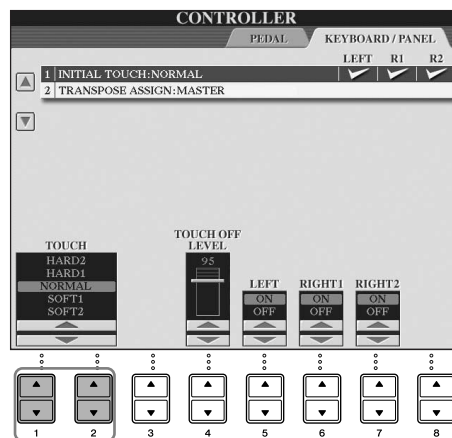 CONTROLLER
PEDAL KEYBOARD / PANEL
LEFT R1 R2
1 INITIAL TOUCH:NORMAL
2 TRANSPOSE ASSIGN:MASTER
TOUCH
HARD2
HARD1
NORMAL
SOFT1
SOFT2
TOUCH OFF
LEVEL
95
LEFT
ON
OFF
RIGHT1
ON
OFF
RIGHT2
ON
OFF
1 2 3 4 5 6 7 8